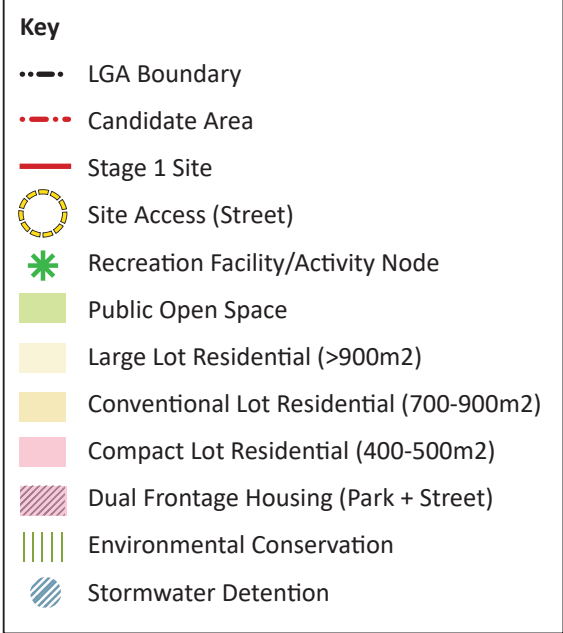 Key
LGA Boundary
Candidate Area
Stage 1 Site
Site Access (Street)
Recreation Facility/Activity Node
Public Open Space
Large Lot Residential (>900m2)
Conventional Lot Residential (700-900m2)
Compact Lot Residential (400-500m2)
Dual Frontage Housing (Park + Street)
Environmental Conservation
Stormwater Detention